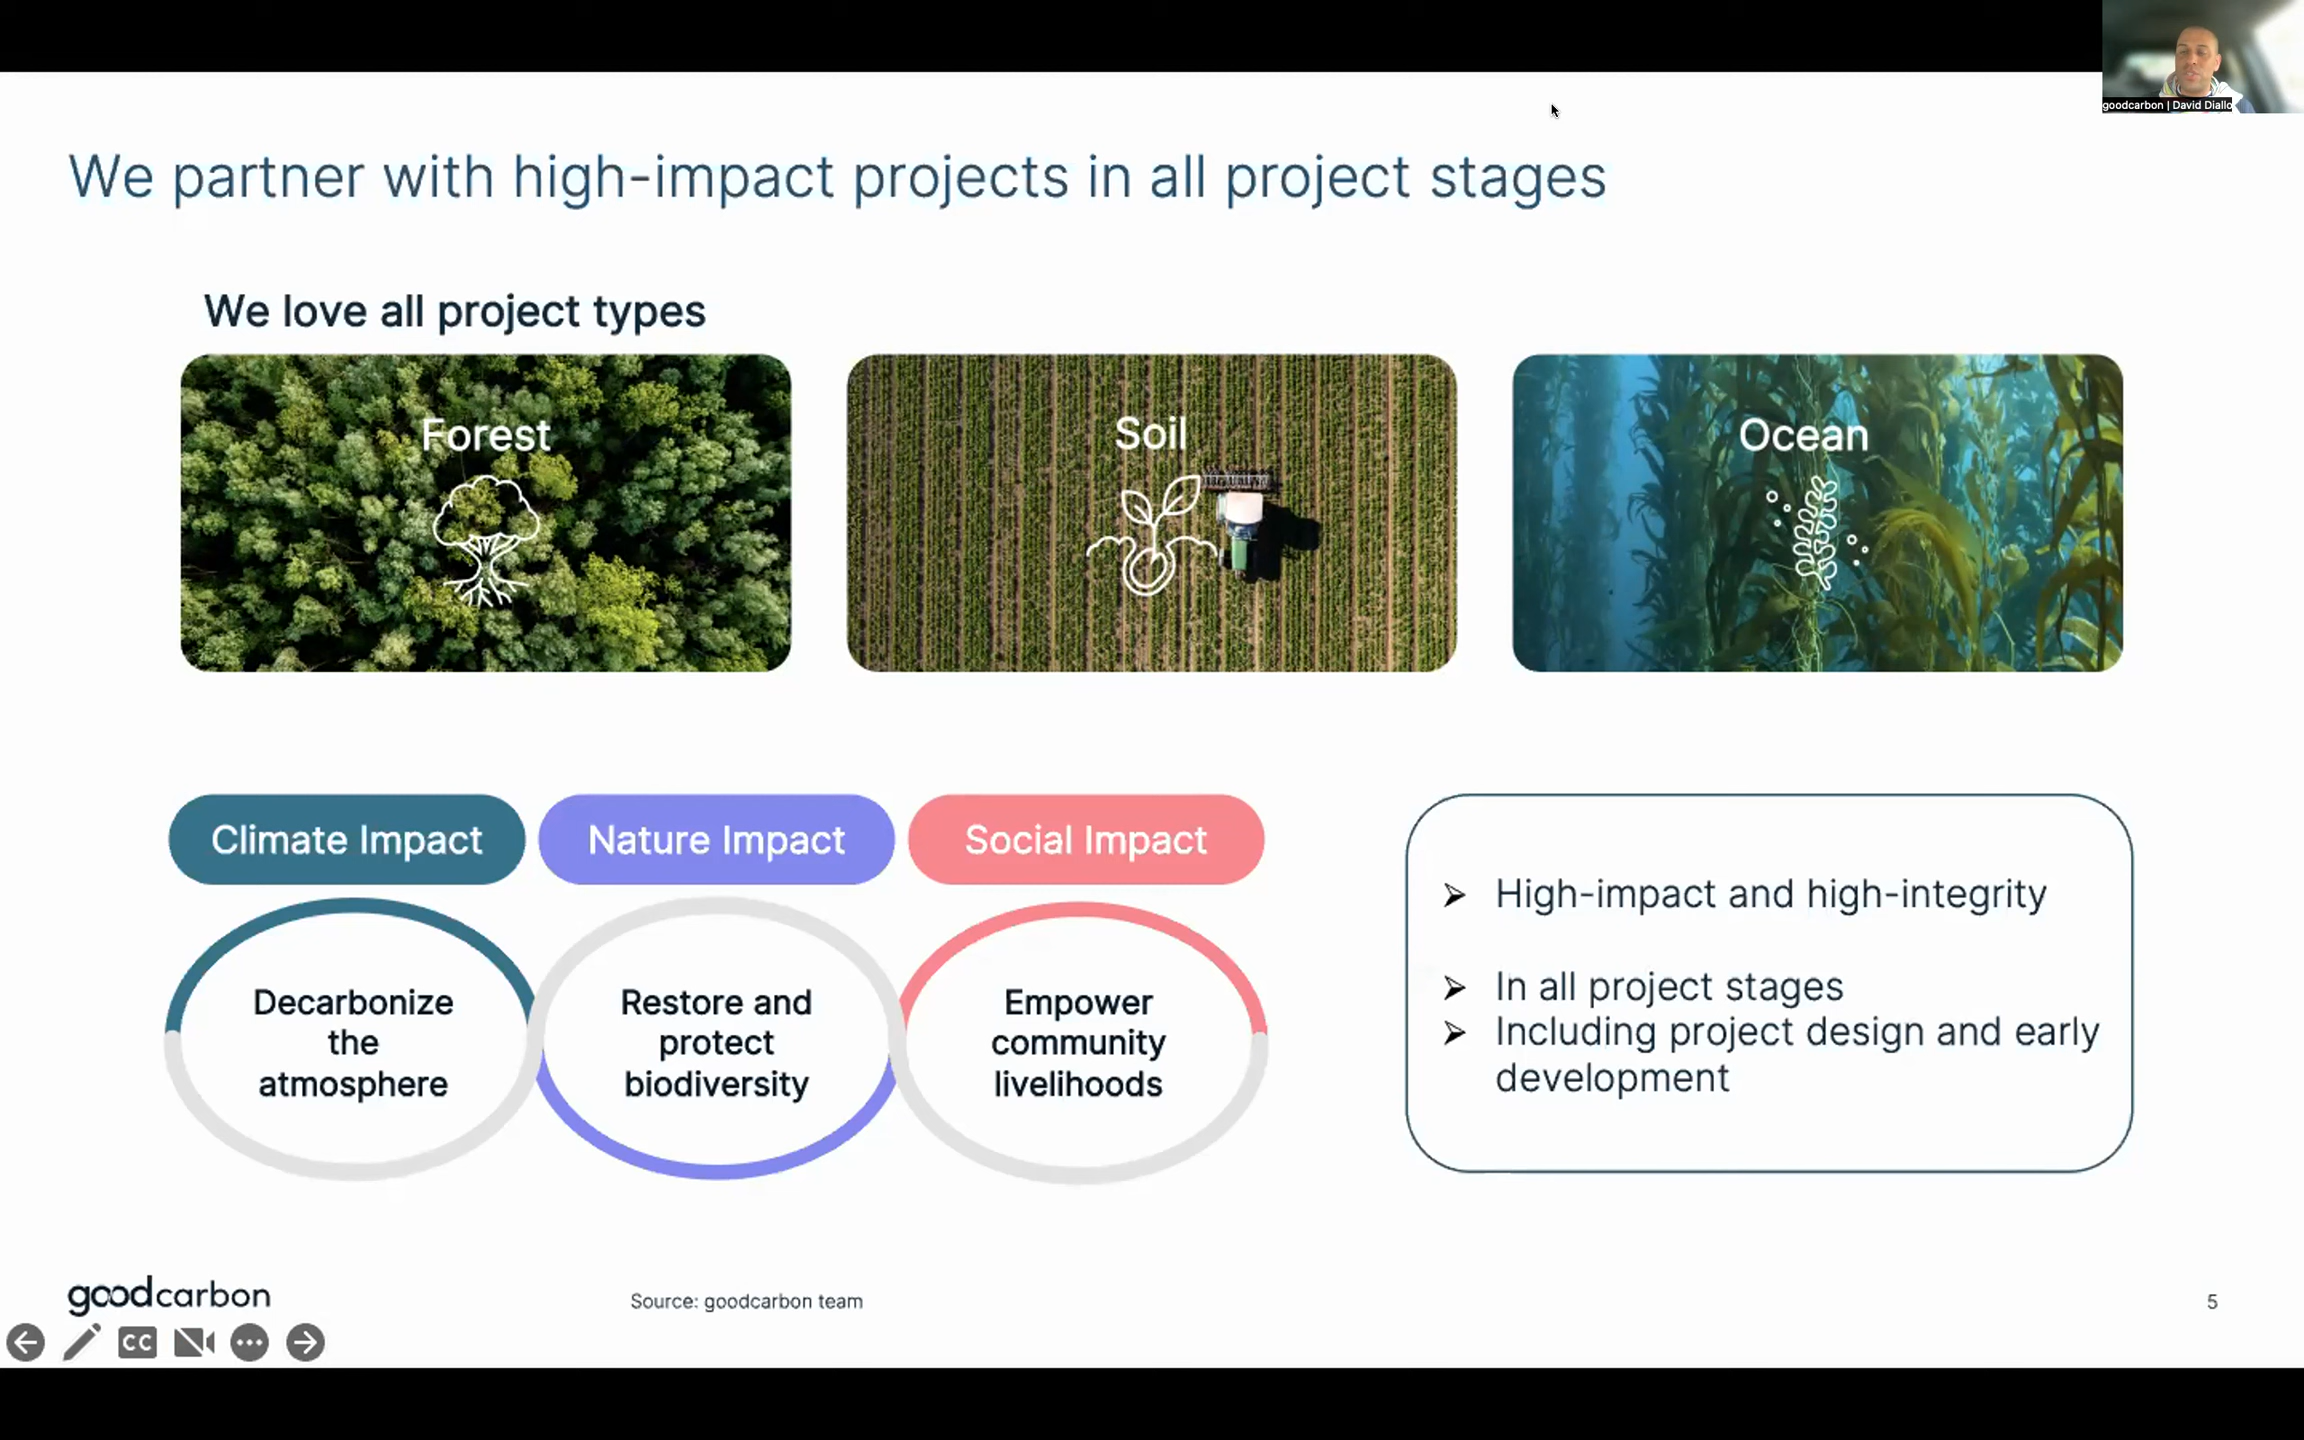 goodcarbon | David Diallo
We partner with high-impact projects in all project stages
We love all project types
Forest
Soil
Ocean
Climate Impact
Nature Impact
Social Impact
Decarbonize
the
atmosphere
Restore and
protect
biodiversity
Empower
community
livelihoods
➢ High-impact and high-integrity
➢ In all project stages
➢ Including project design and early
development
goodcarbon
Source: goodcarbon team
5
CC